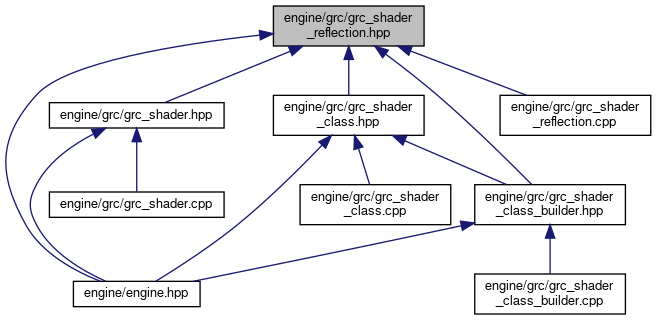 engine/grc/grc_shader
_reflection.hpp
engine/grc/grc_shader.hpp
engine/grc/grc_shader
_class.hpp
engine/grc/grc_shader
_reflection.cpp
engine/grc/grc_shader.cpp
engine/grc/grc_shader
_class.cpp
engine/grc/grc_shader
_class_builder.hpp
engine/engine.hpp
engine/grc/grc_shader
_class_builder.cpp